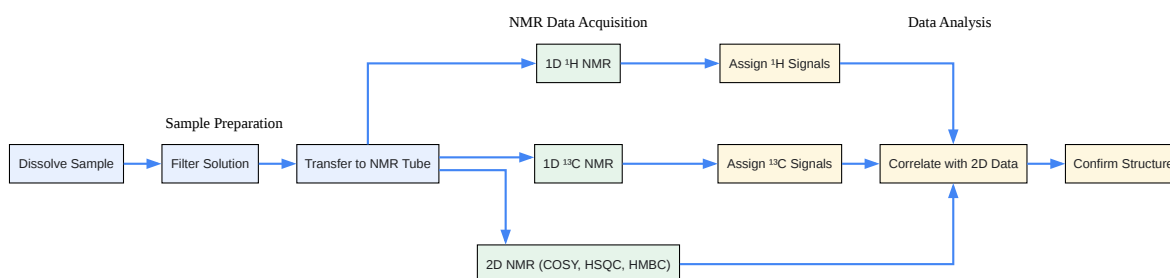 NMR Data Acquisition
Data Analysis
1D ¹H NMR
Assign ¹H Signals
Sample Preparation
Dissolve Sample
Filter Solution
Transfer to NMR Tube
1D ¹³C NMR
Assign ¹³C Signals
Correlate with 2D Data
Confirm Structure
2D NMR (COSY, HSQC, HMBC)